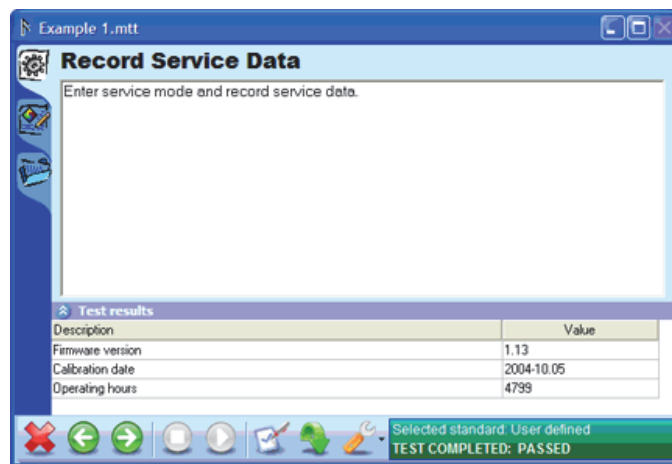 Example 1.mtt
Record Service Data
Enter service mode and record service data.
Test results
Description Value
Firmware version 1.13
Calibration date 2004-10.05
Operating hours 4799
Selected standard: User defined
TEST COMPLETED: PASSED